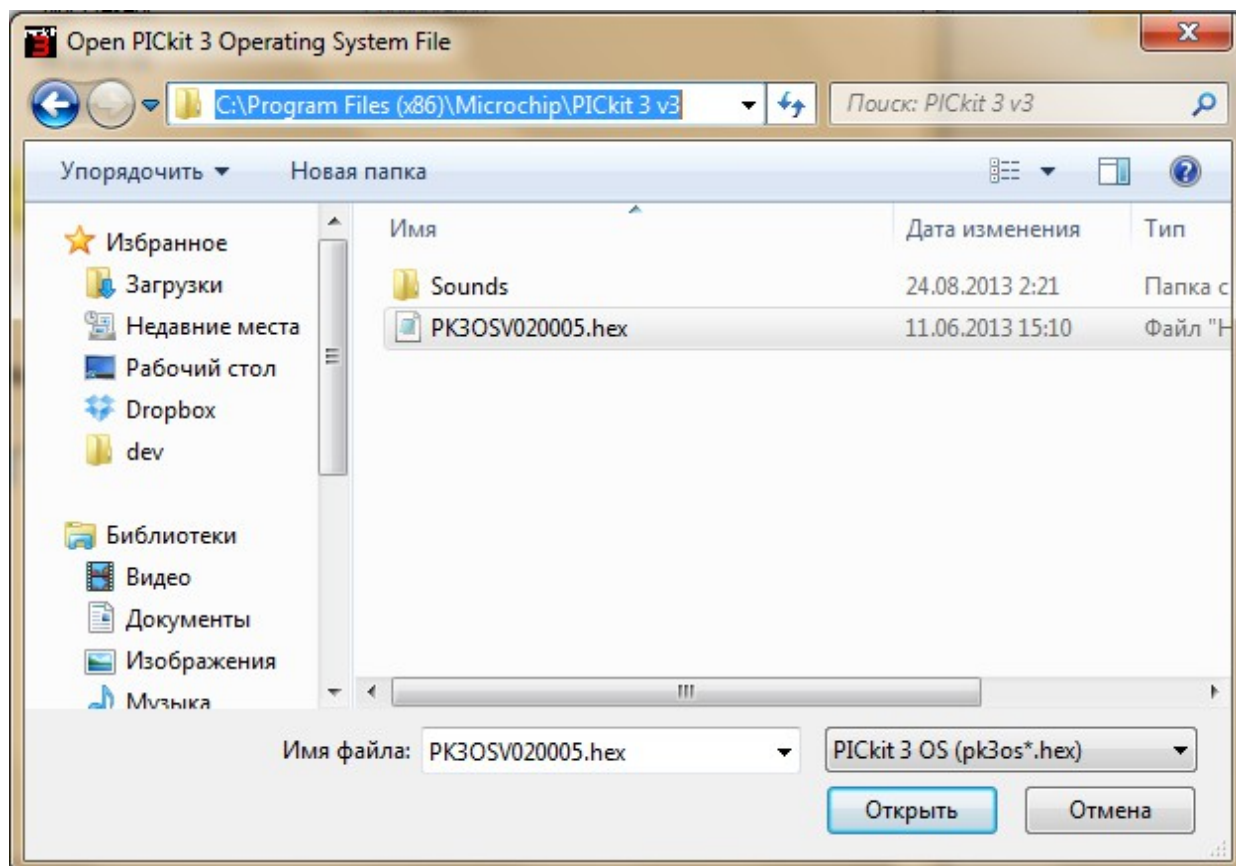 Open PICkit 3 Operating System File
C:\Program Files (x86)\Microchip\PICkit 3 v3
Поиск: PICkit 3 v3
Упорядочить Новая папка
Имя Дата изменения Тип
Избранное
Загрузки
Недавние места
Рабочий стол
Dropbox
dev
Библиотеки
Видео
Документы
Изображения
Музыка
Sounds 24.08.2013 2:21 Папка с
PK3OSV020005.hex 11.06.2013 15:10 Файл "H
Имя файла: PK3OSV020005.hex PICkit 3 OS (pk3os*.hex)
Открыть Отмена